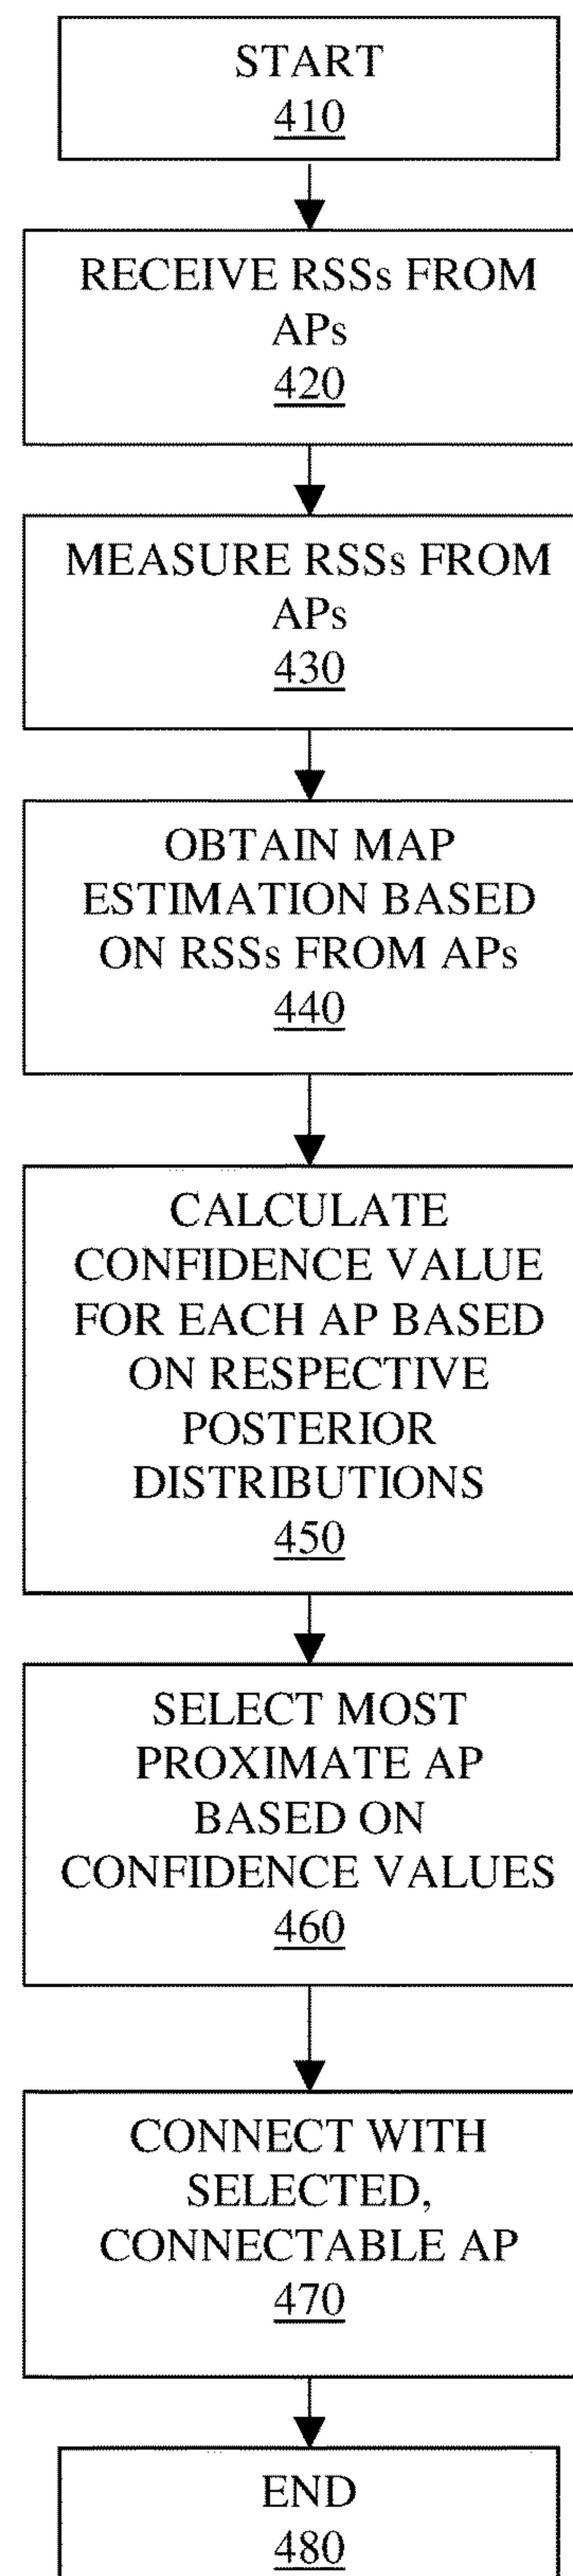 START
410
RECEIVE RSSs FROM
APs
420
MEASURE RSSs FROM
APs
430
OBTAIN MAP
ESTIMATION BASED
ON RSSs FROM APs
440
CALCULATE
CONFIDENCE VALUE
FOR EACH AP BASED
ON RESPECTIVE
POSTERIOR
DISTRIBUTIONS
450
SELECT MOST
PROXIMATE AP
BASED ON
CONFIDENCE VALUES
460
CONNECT WITH
SELECTED,
CONNECTABLE AP
470
END
480